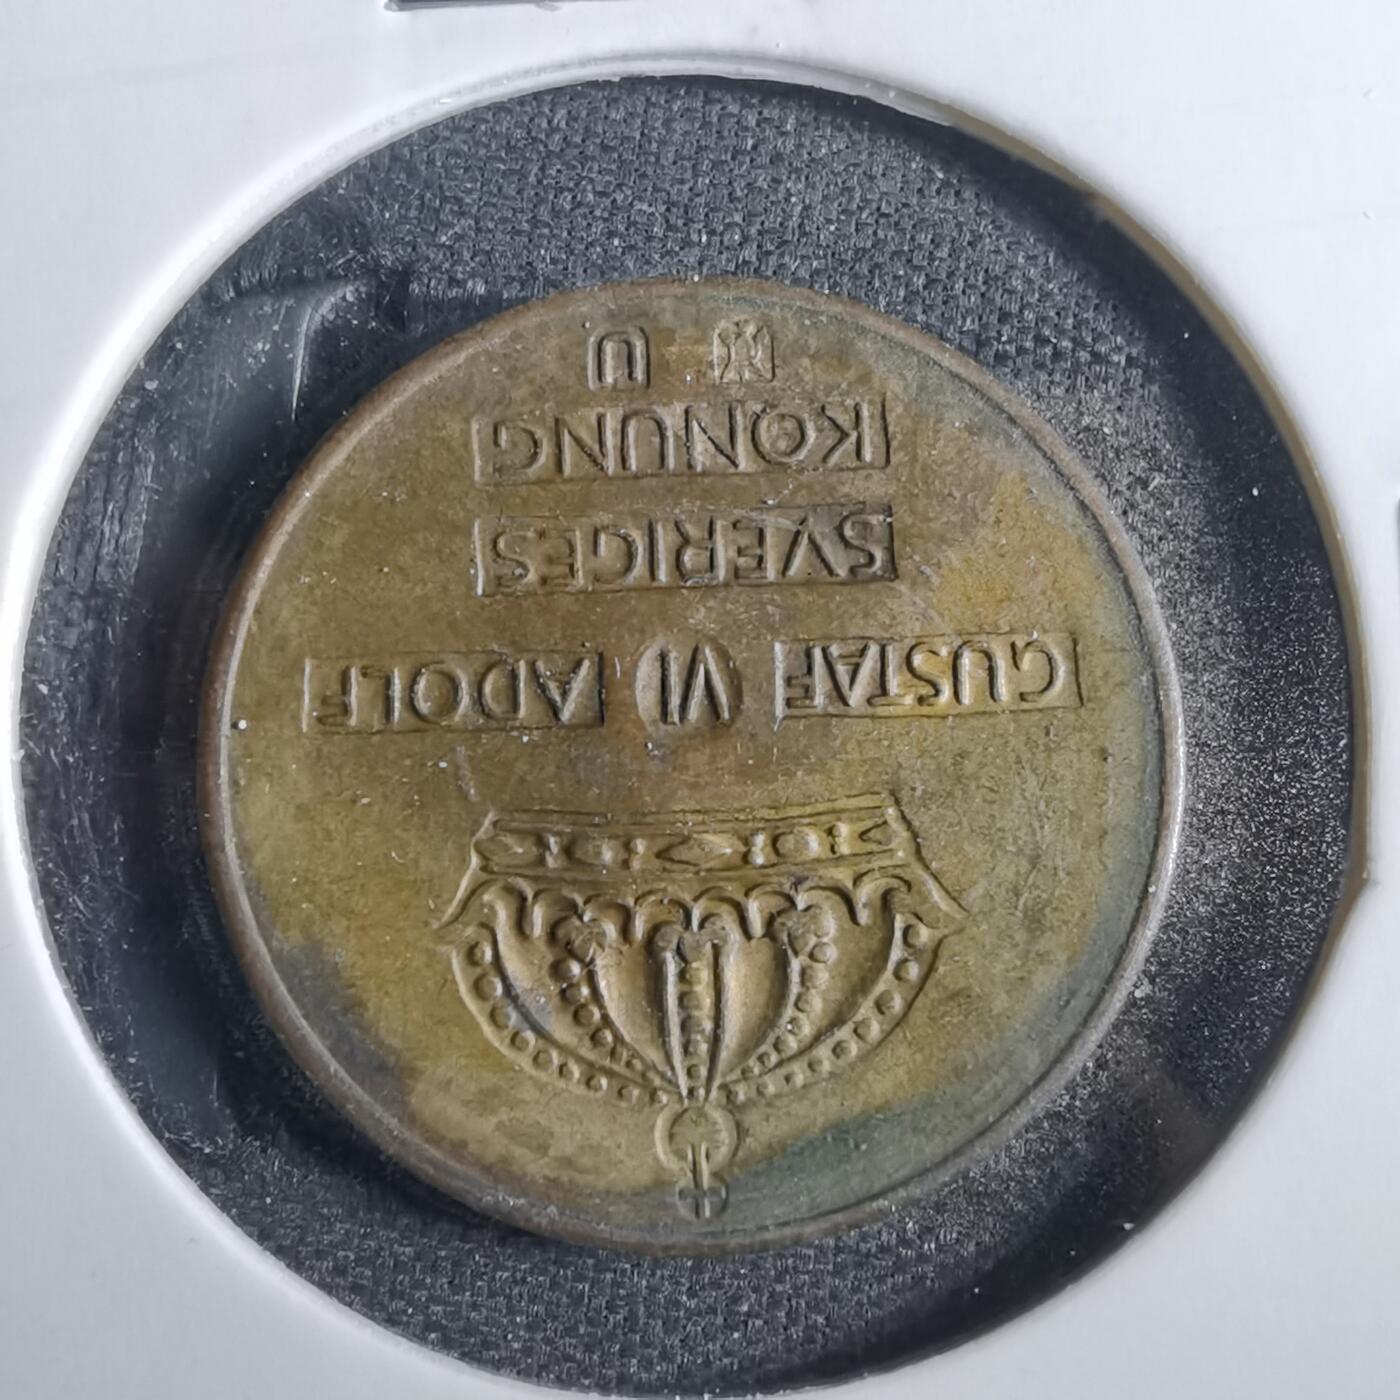 GUSTAF VI ADOLF
SVERIGES
KONUNG
U